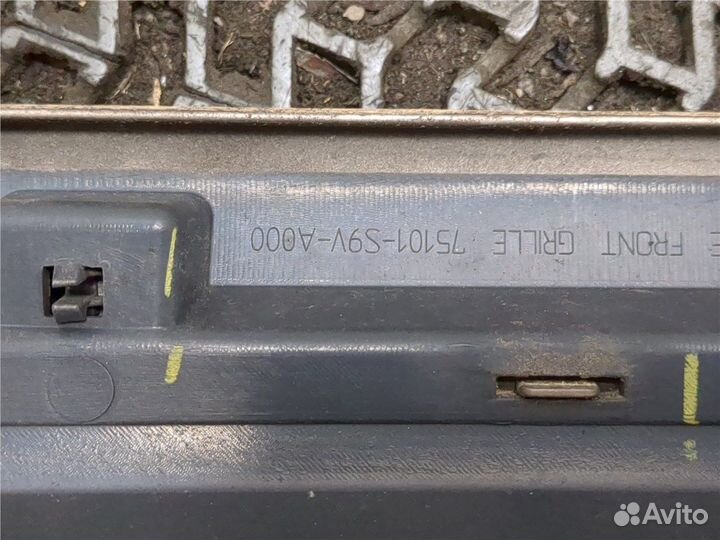 E FRONT GRILLE 75101-S9V-A000
Avito